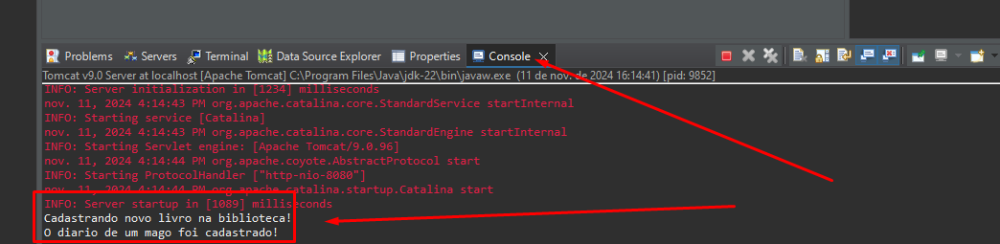 Problems Servers Terminal Data Source Explorer Properties Console
Tomcat v9.0 Server at localhost [Apache Tomcat] C:\Program Files\Java\jdk-22\bin\javaw.exe (11 de nov. de 2024 16:14:41) [pid: 9852]
INFO: Server initialization in [1234] milliseconds
nov. 11, 2024 4:14:43 PM org.apache.catalina.core.StandardService startInternal
INFO: Starting service [Catalina]
nov. 11, 2024 4:14:43 PM org.apache.catalina.core.StandardEngine startInternal
INFO: Starting Servlet engine: [Apache Tomcat/9.0.96]
nov. 11, 2024 4:14:44 PM org.apache.coyote.AbstractProtocol start
INFO: Starting ProtocolHandler ["http-nio-8080"]
nov. 11, 2024 4:14:44 PM org.apache.catalina.startup.Catalina start
INFO: Server startup in [1089] milliseconds
Cadastrando novo livro na biblioteca!
O diario de um mago foi cadastrado!